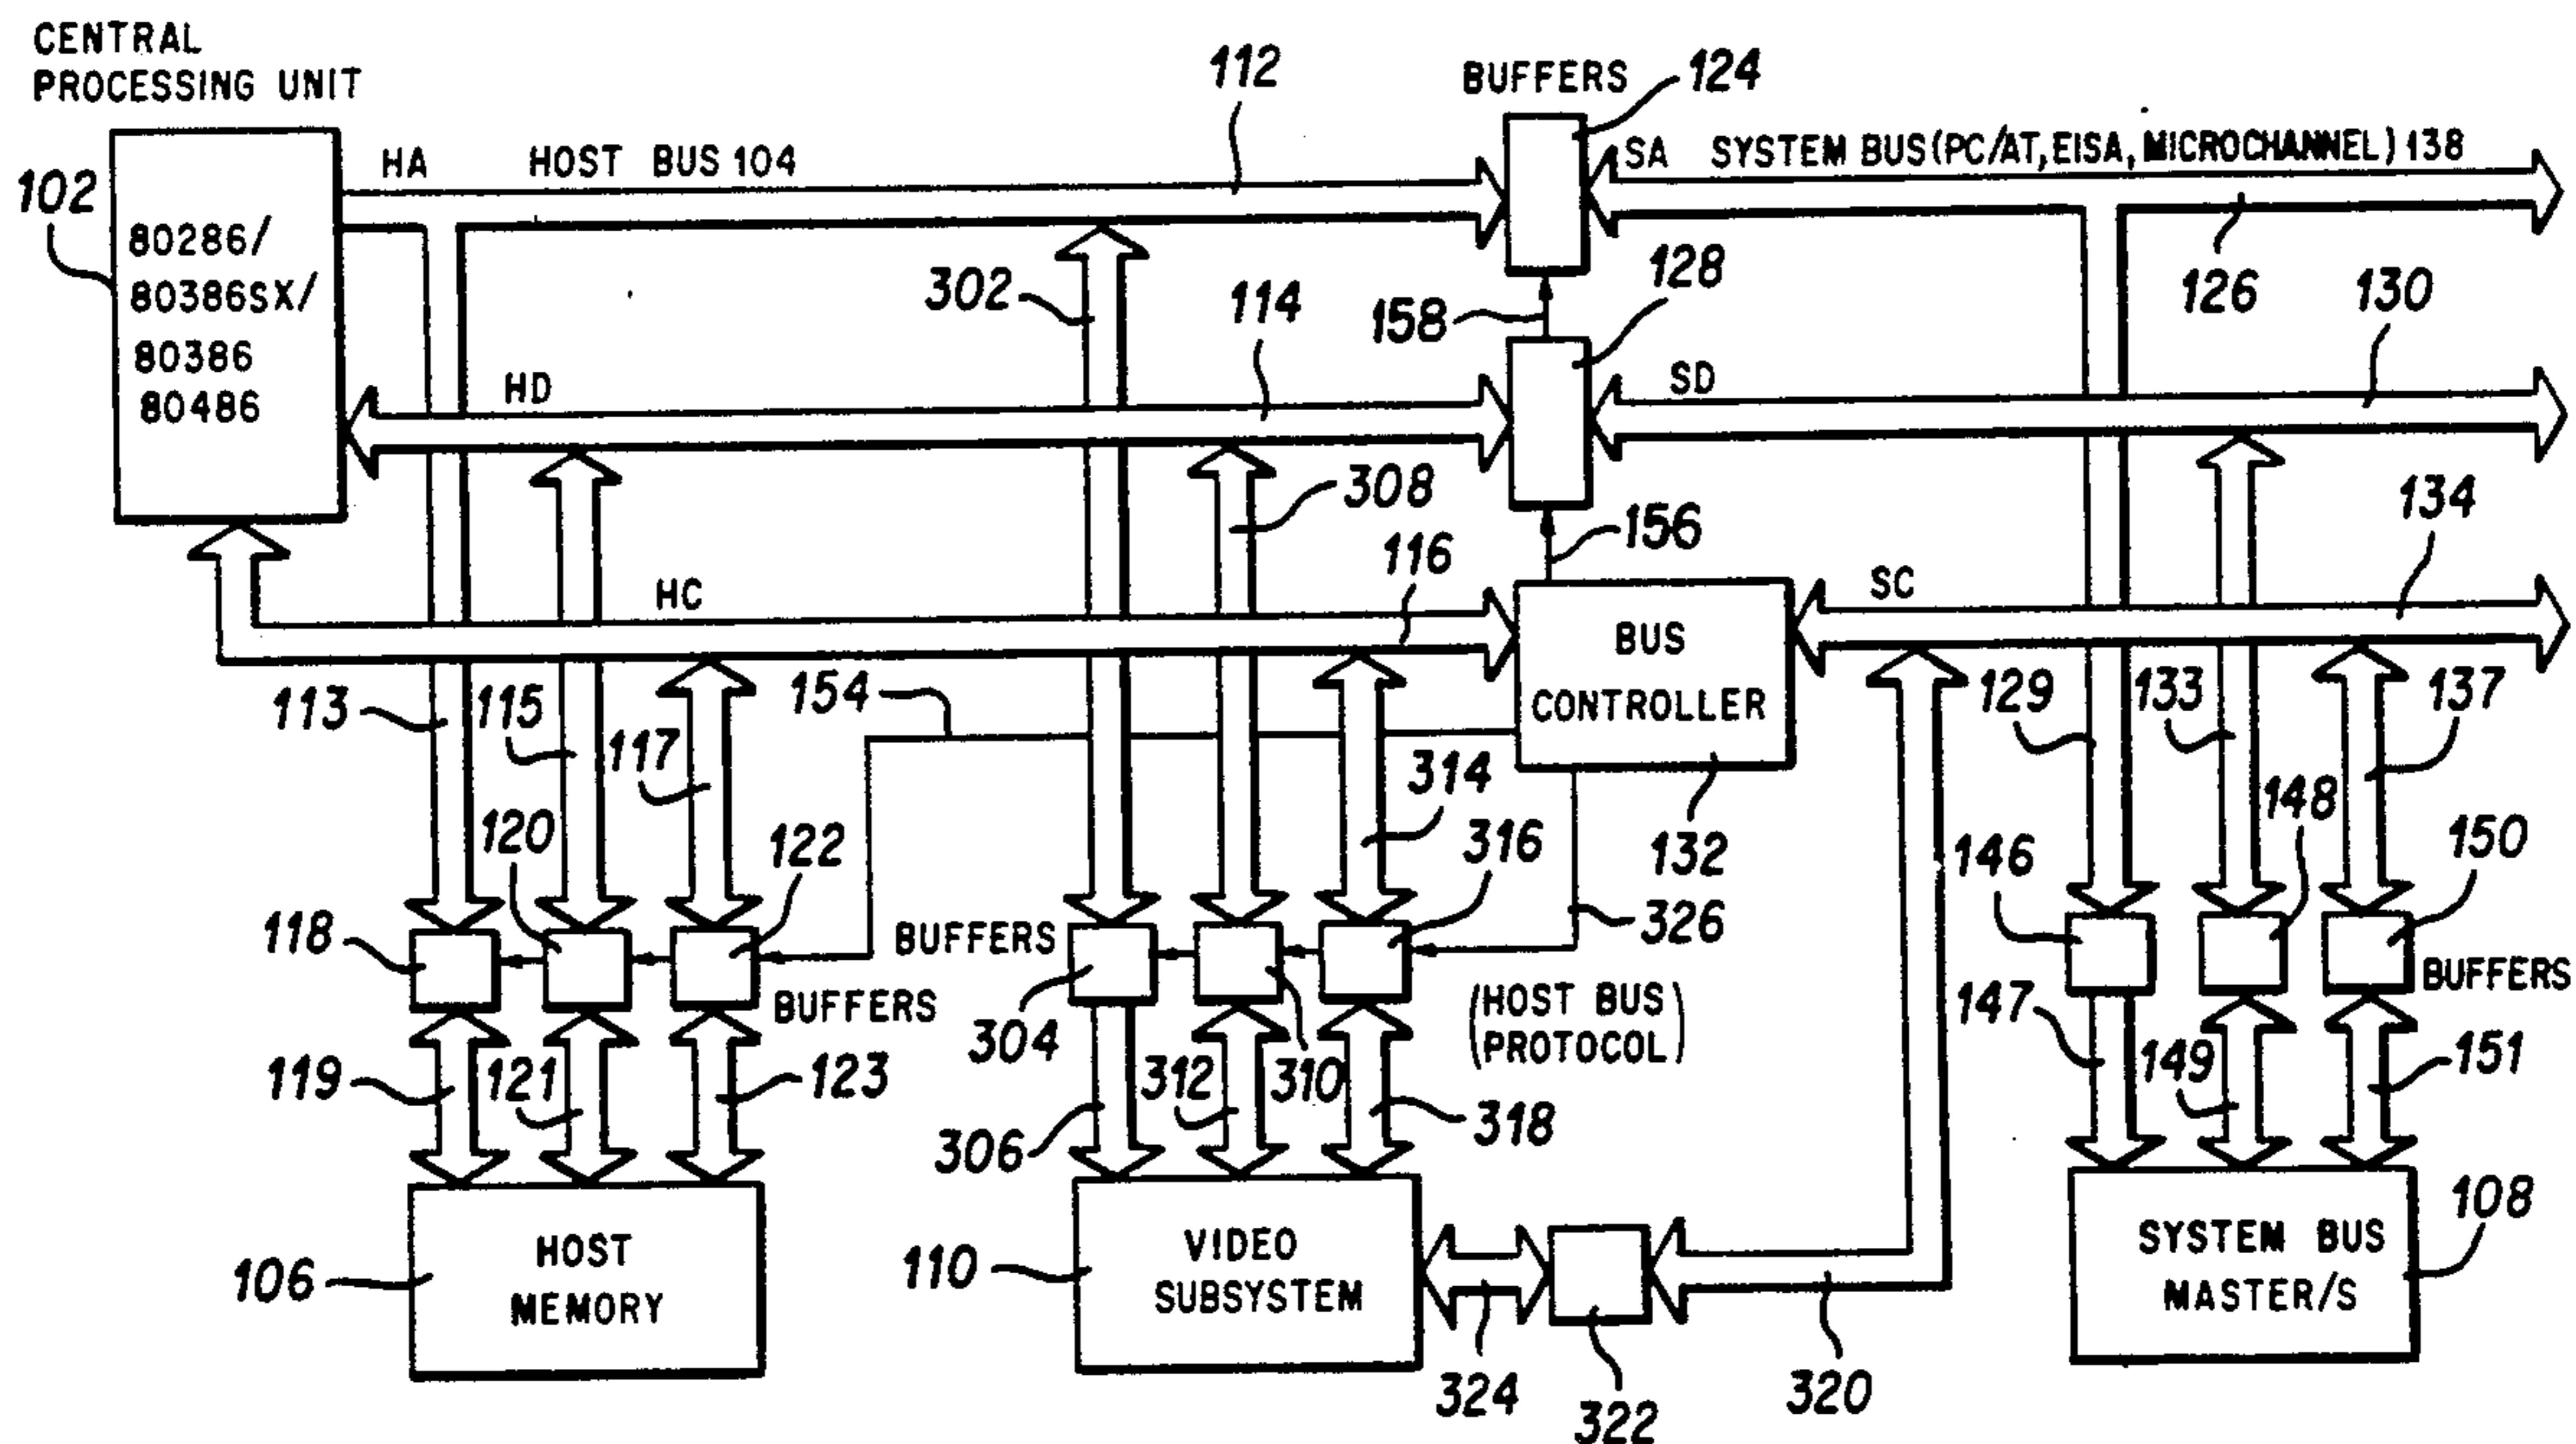 CENTRAL
PROCESSING UNIT
112
BUFFERS
124
HA
HOST BUS 104
SA
SYSTEM BUS (PC/AT, EISA, MICROCHANNEL) 138
102
80286/
80386SX/
80386
80486
302
114
158
128
126
130
HD
SD
308
116
156
134
HC
SC
BUS
CONTROLLER
113
115
117
154
129
133
137
314
132
120
122
316
148
150
146
118
BUFFERS
326
BUFFERS
BUFFERS
304
(HOST BUS
PROTOCOL)
147
119
121
123
312
310
149
151
306
318
HOST
MEMORY
106
VIDEO
SUBSYSTEM
110
SYSTEM BUS
MASTER/S
108
324
322
320